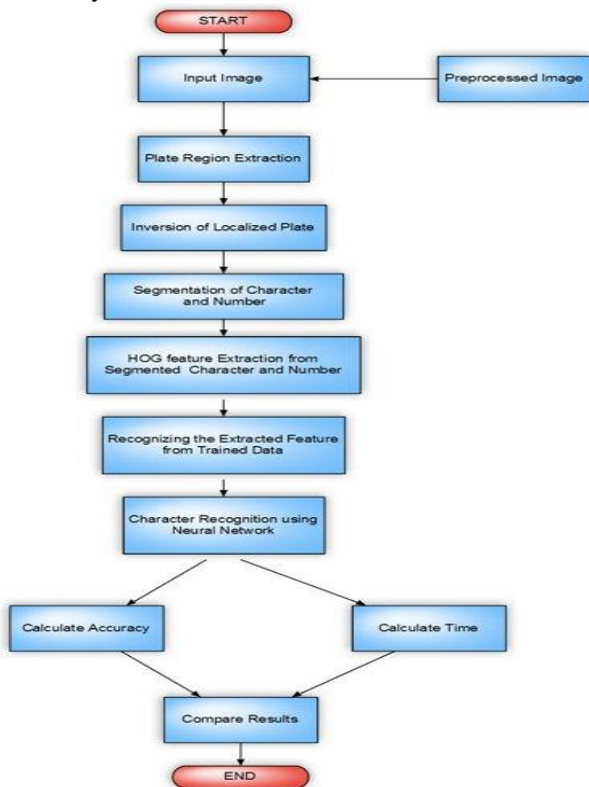 START
Input Image
Preprocessed Image
Plate Region Extraction
Inversion of Localized Plate
Segmentation of Character
and Number
HOG feature Extraction from
Segmented Character and Number
Recognizing the Extracted Feature
from Trained Data
Character Recognition using
Neural Network
Calculate Accuracy
Calculate Time
Compare Results
END